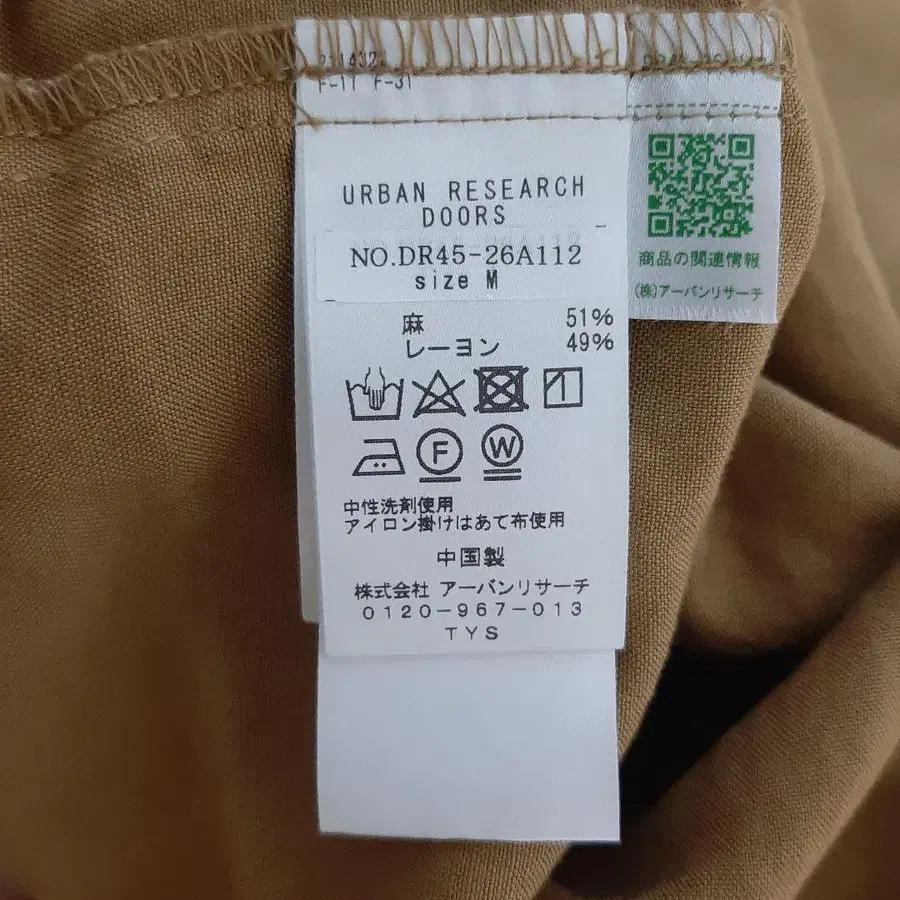 F-11 F-31
URBAN RESEARCH
DOORS
NO.DR45-26A112
size M
麻 51%
レーヨン 49%
F W
中性洗剤使用
アイロン掛けはあて布使用
中国製
株式会社 アーバンリサーチ
0120-967-013
TYS
商品の関連情報
(株)アーバンリサーチ